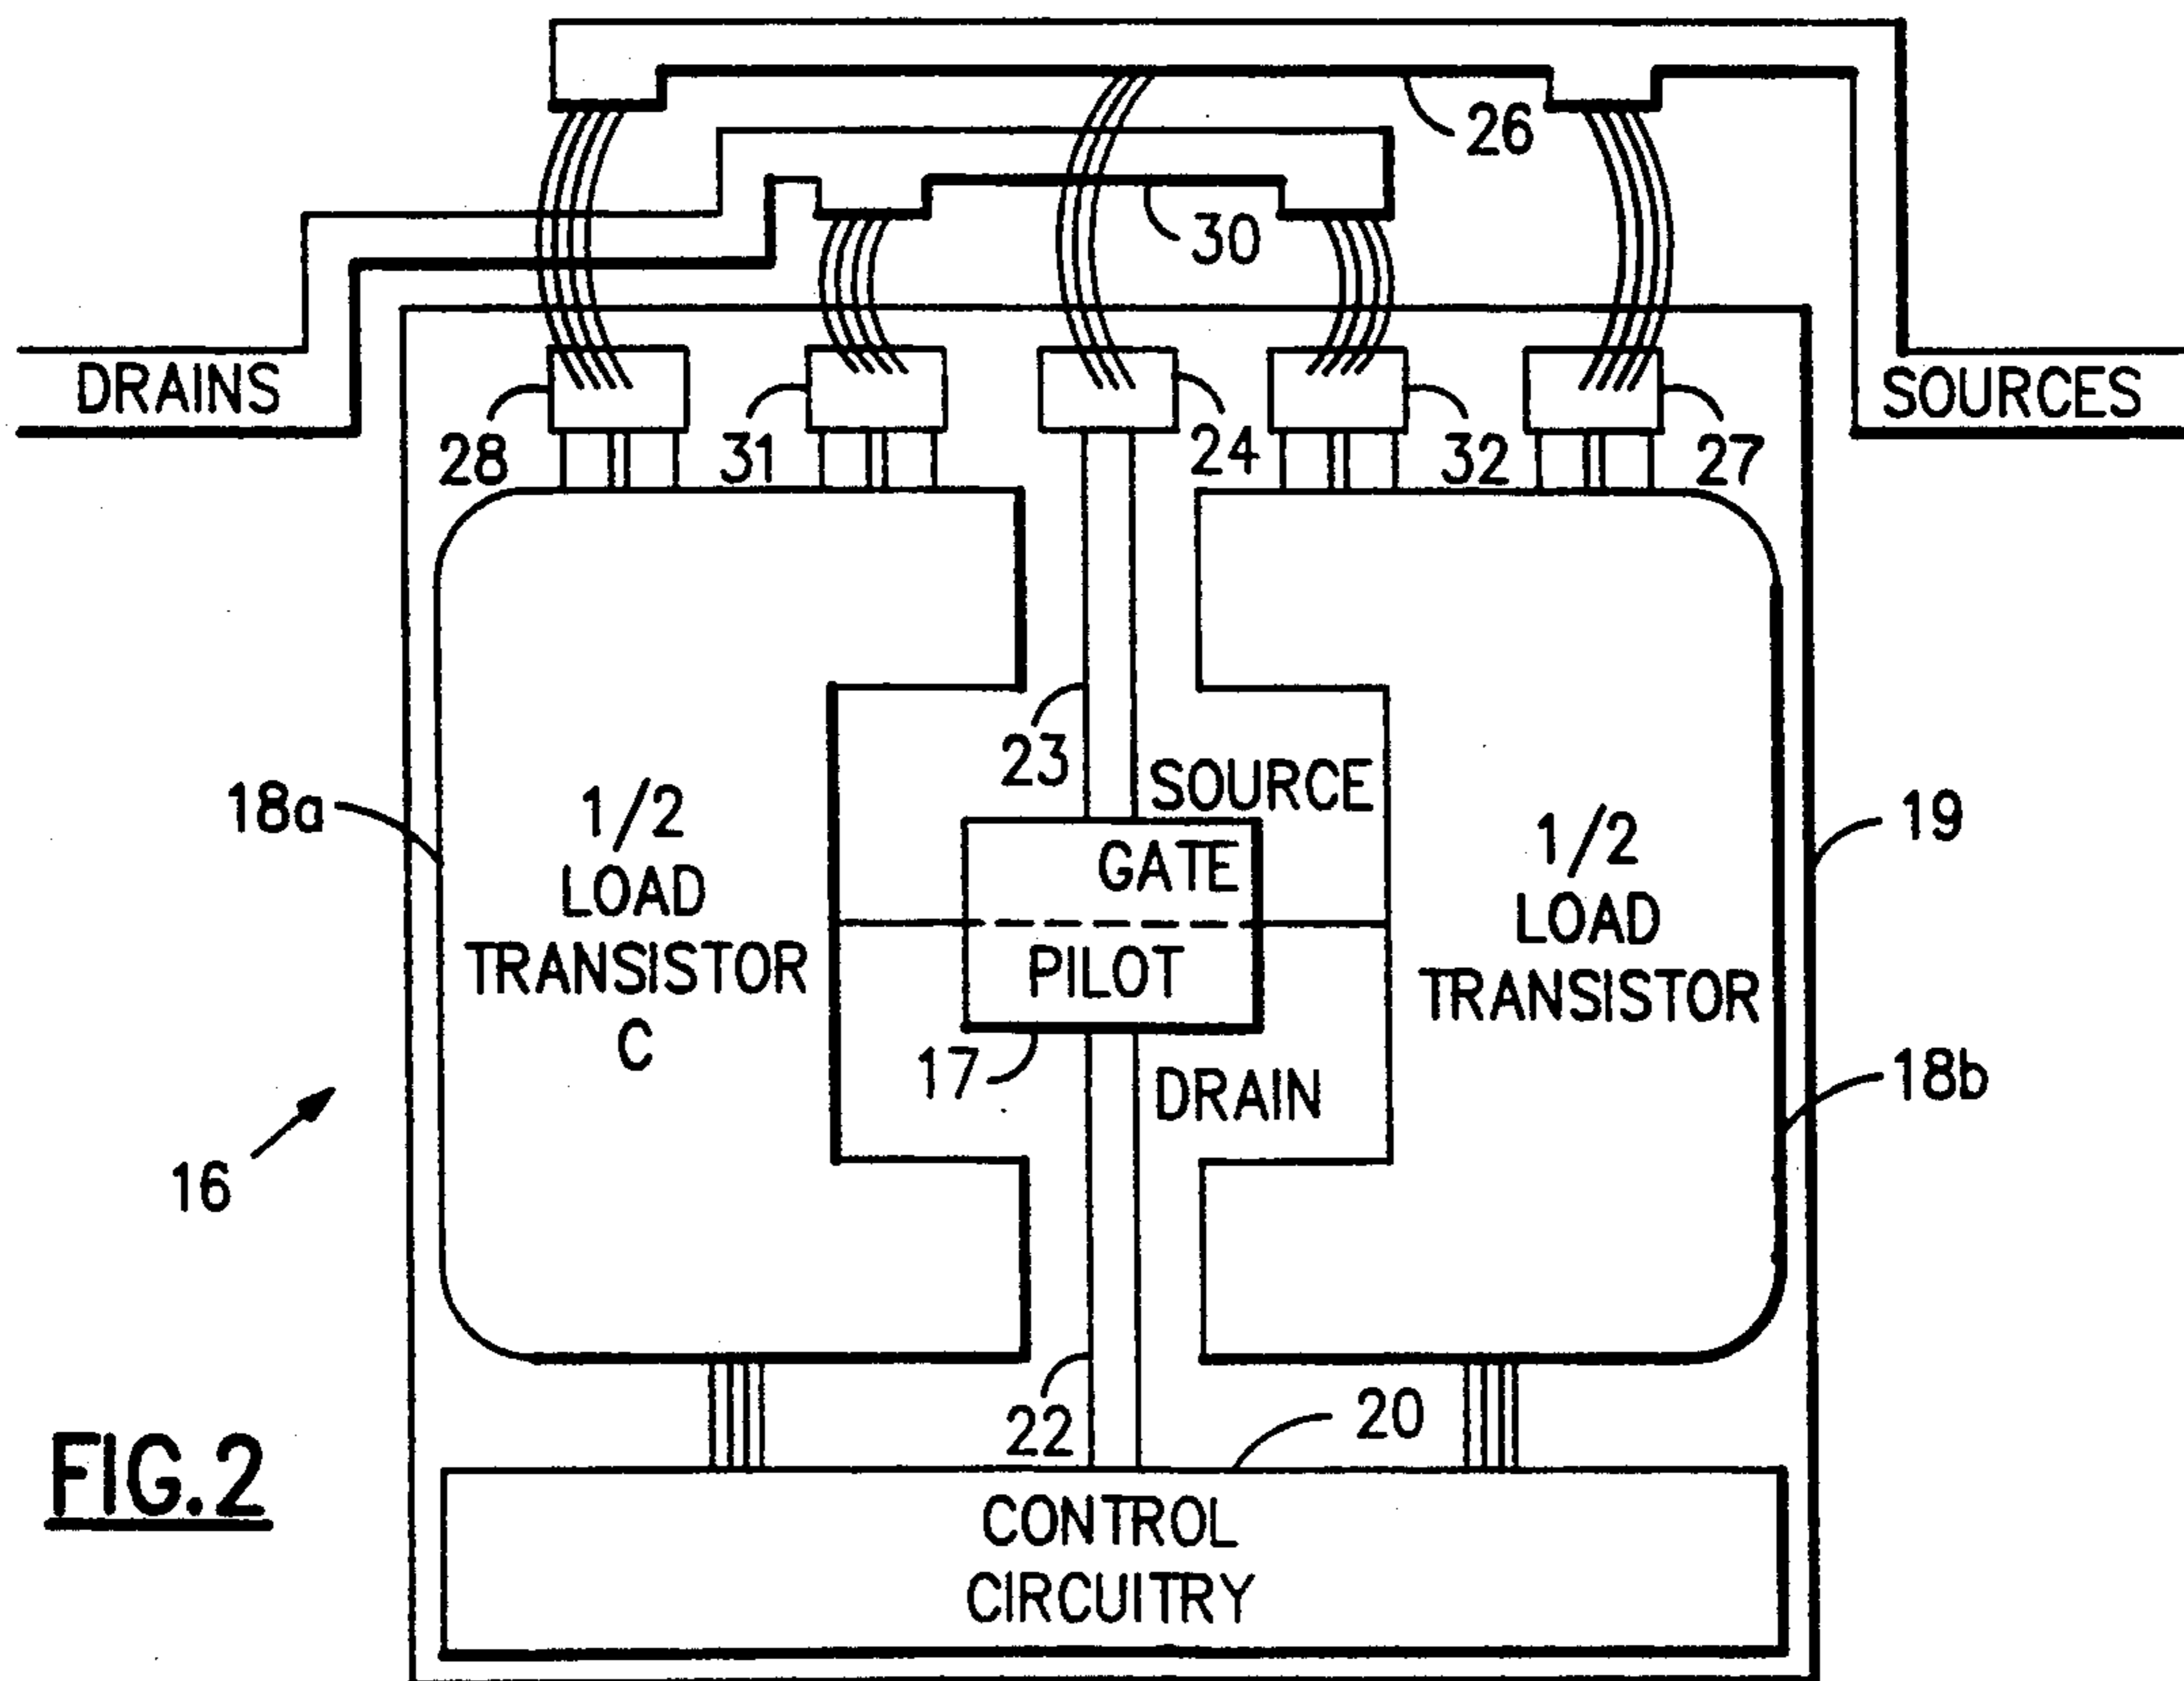 26
30
DRAINS
SOURCES
28
31
24
32
27
23
SOURCE
18a
1/2
LOAD
TRANSISTOR
C
GATE
PILOT
1/2
LOAD
TRANSISTOR
19
17
DRAIN
18b
16
22
20
FIG.2
CONTROL
CIRCUITRY